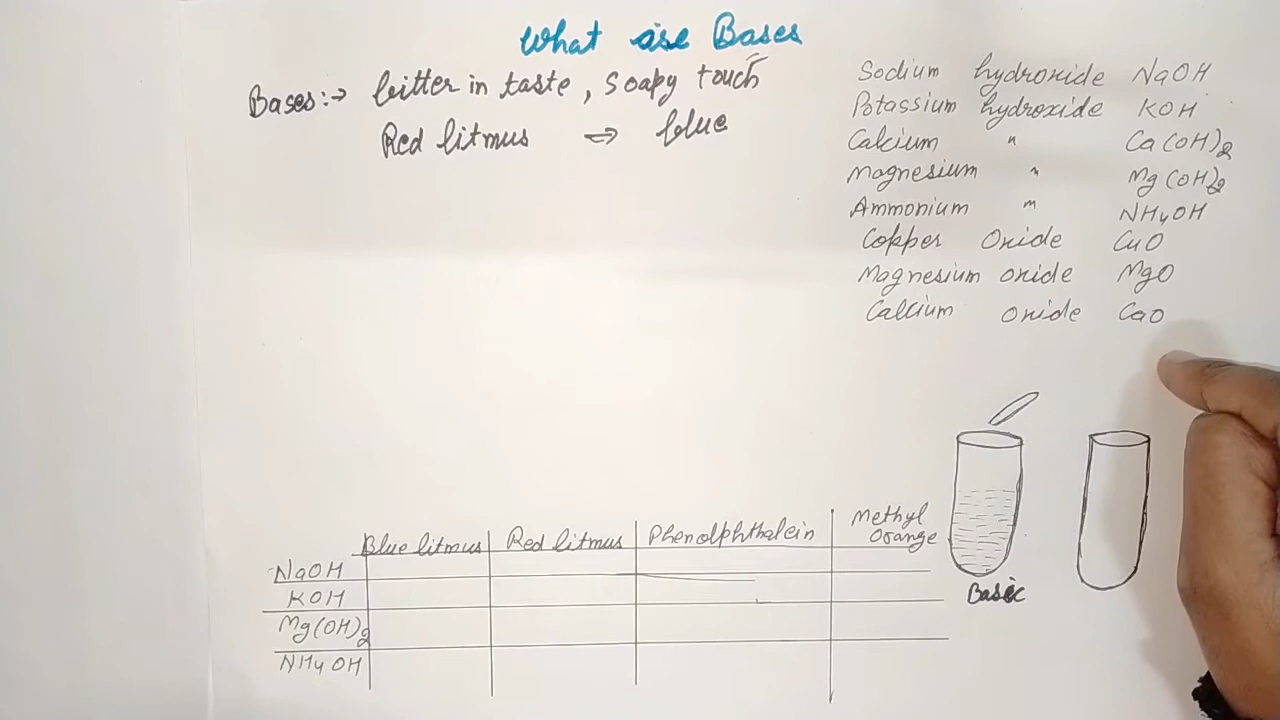 What are Bases
Bases:→ bitter in taste, soapy touch
Red litmus ⇒ blue
Sodium hydroxide NaOH
Potassium hydroxide KOH
Calcium " Ca(OH)2
Magnesium " Mg(OH)2
Ammonium " NH4OH
Copper Oxide CuO
Magnesium oxide MgO
Calcium oxide CaO
Blue litmus Red litmus Phenolphthalein Methyl Orange
NaOH
KOH
Mg(OH)2
NH4OH
Basic